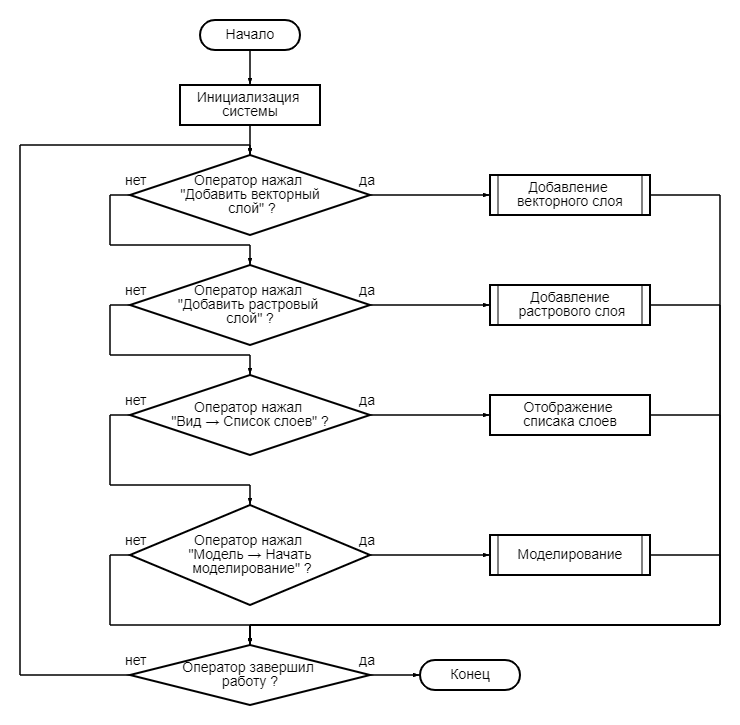 Начало
Инициализация
системы
нет
Оператор нажал
"Добавить векторный
слой" ?
да
Добавление
векторного слоя
нет
Оператор нажал
"Добавить растровый
слой" ?
да
Добавление
растрового слоя
нет
Оператор нажал
"Вид → Список слоев" ?
да
Отображение
списака слоев
нет
Оператор нажал
"Модель → Начать
моделирование" ?
да
Моделирование
нет
Оператор завершил
работу ?
да
Конец